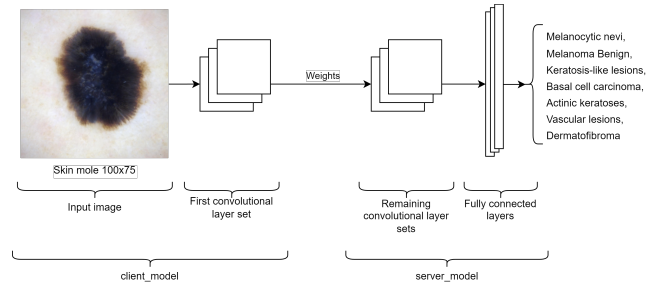 Melanocytic nevi,
Melanoma Benign,
Keratosis-like lesions,
Basal cell carcinoma,
Actinic keratoses,
Vascular lesions,
Dermatofibroma
Weights
Skin mole 100x75
Input image
First convolutional
layer set
Remaining
convolutional layer
sets
Fully connected
layers
client_model
server_model